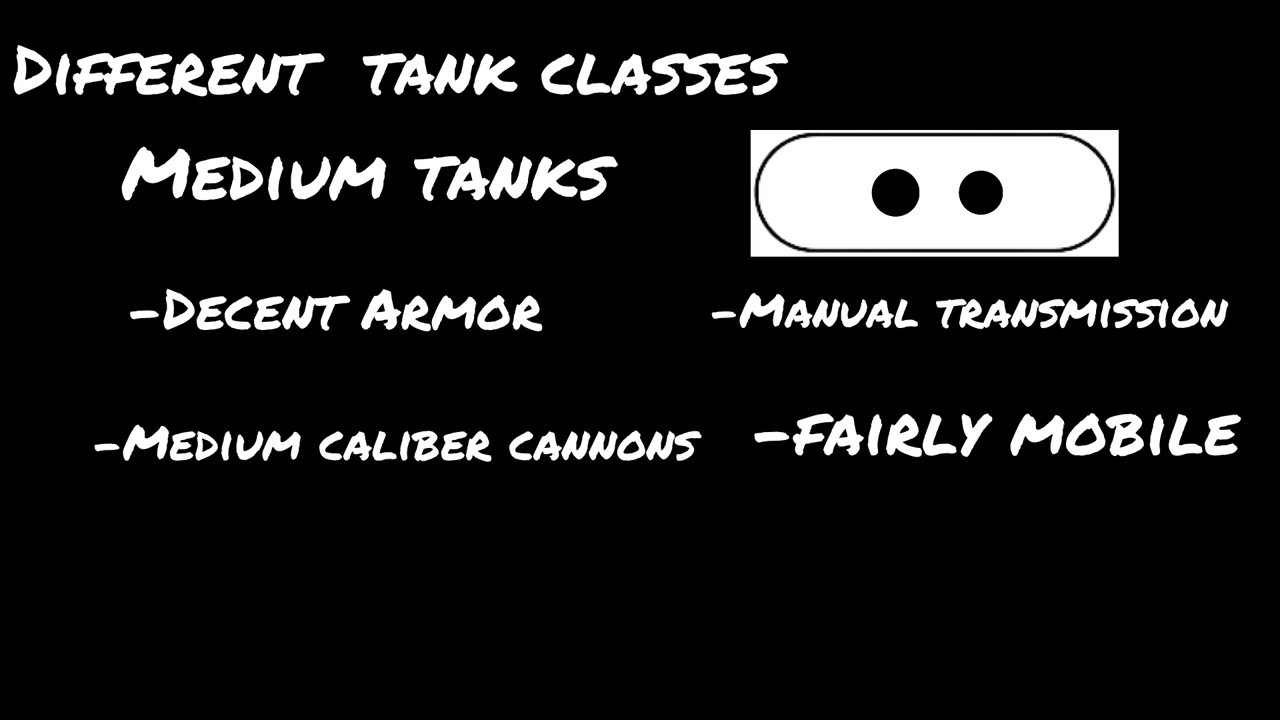 Different tank classes
Medium tanks
-Decent Armor
-Manual transmission
-Medium caliber cannons
-fairly mobile